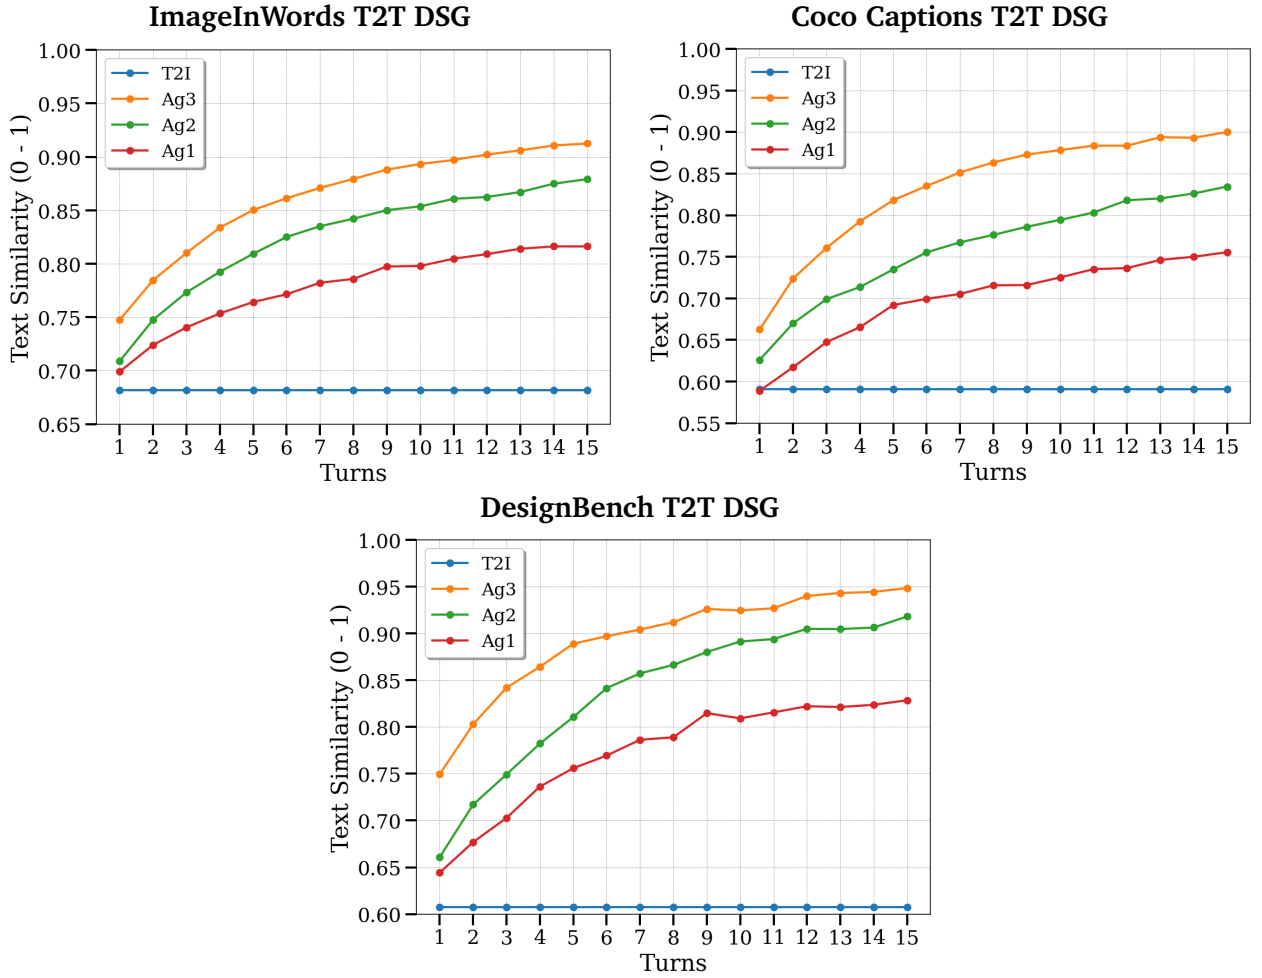 ImageInWords T2T DSG
1.00
0.95
0.90
0.85
0.80
0.75
0.70
0.65
Text Similarity (0 - 1)
T2I
Ag3
Ag2
Ag1
1 2 3 4 5 6 7 8 9 10 11 12 13 14 15
Turns
Coco Captions T2T DSG
1.00
0.95
0.90
0.85
0.80
0.75
0.70
0.65
0.60
0.55
Text Similarity (0 - 1)
T2I
Ag3
Ag2
Ag1
1 2 3 4 5 6 7 8 9 10 11 12 13 14 15
Turns
DesignBench T2T DSG
1.00
0.95
0.90
0.85
0.80
0.75
0.70
0.65
0.60
Text Similarity (0 - 1)
T2I
Ag3
Ag2
Ag1
1 2 3 4 5 6 7 8 9 10 11 12 13 14 15
Turns